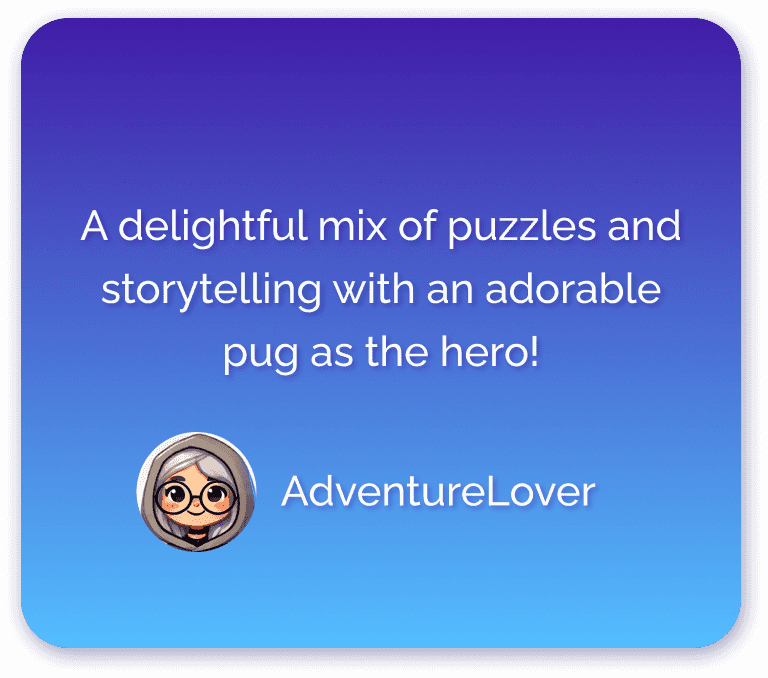 A delightful mix of puzzles and
storytelling with an adorable
pug as the hero!
AdventureLover